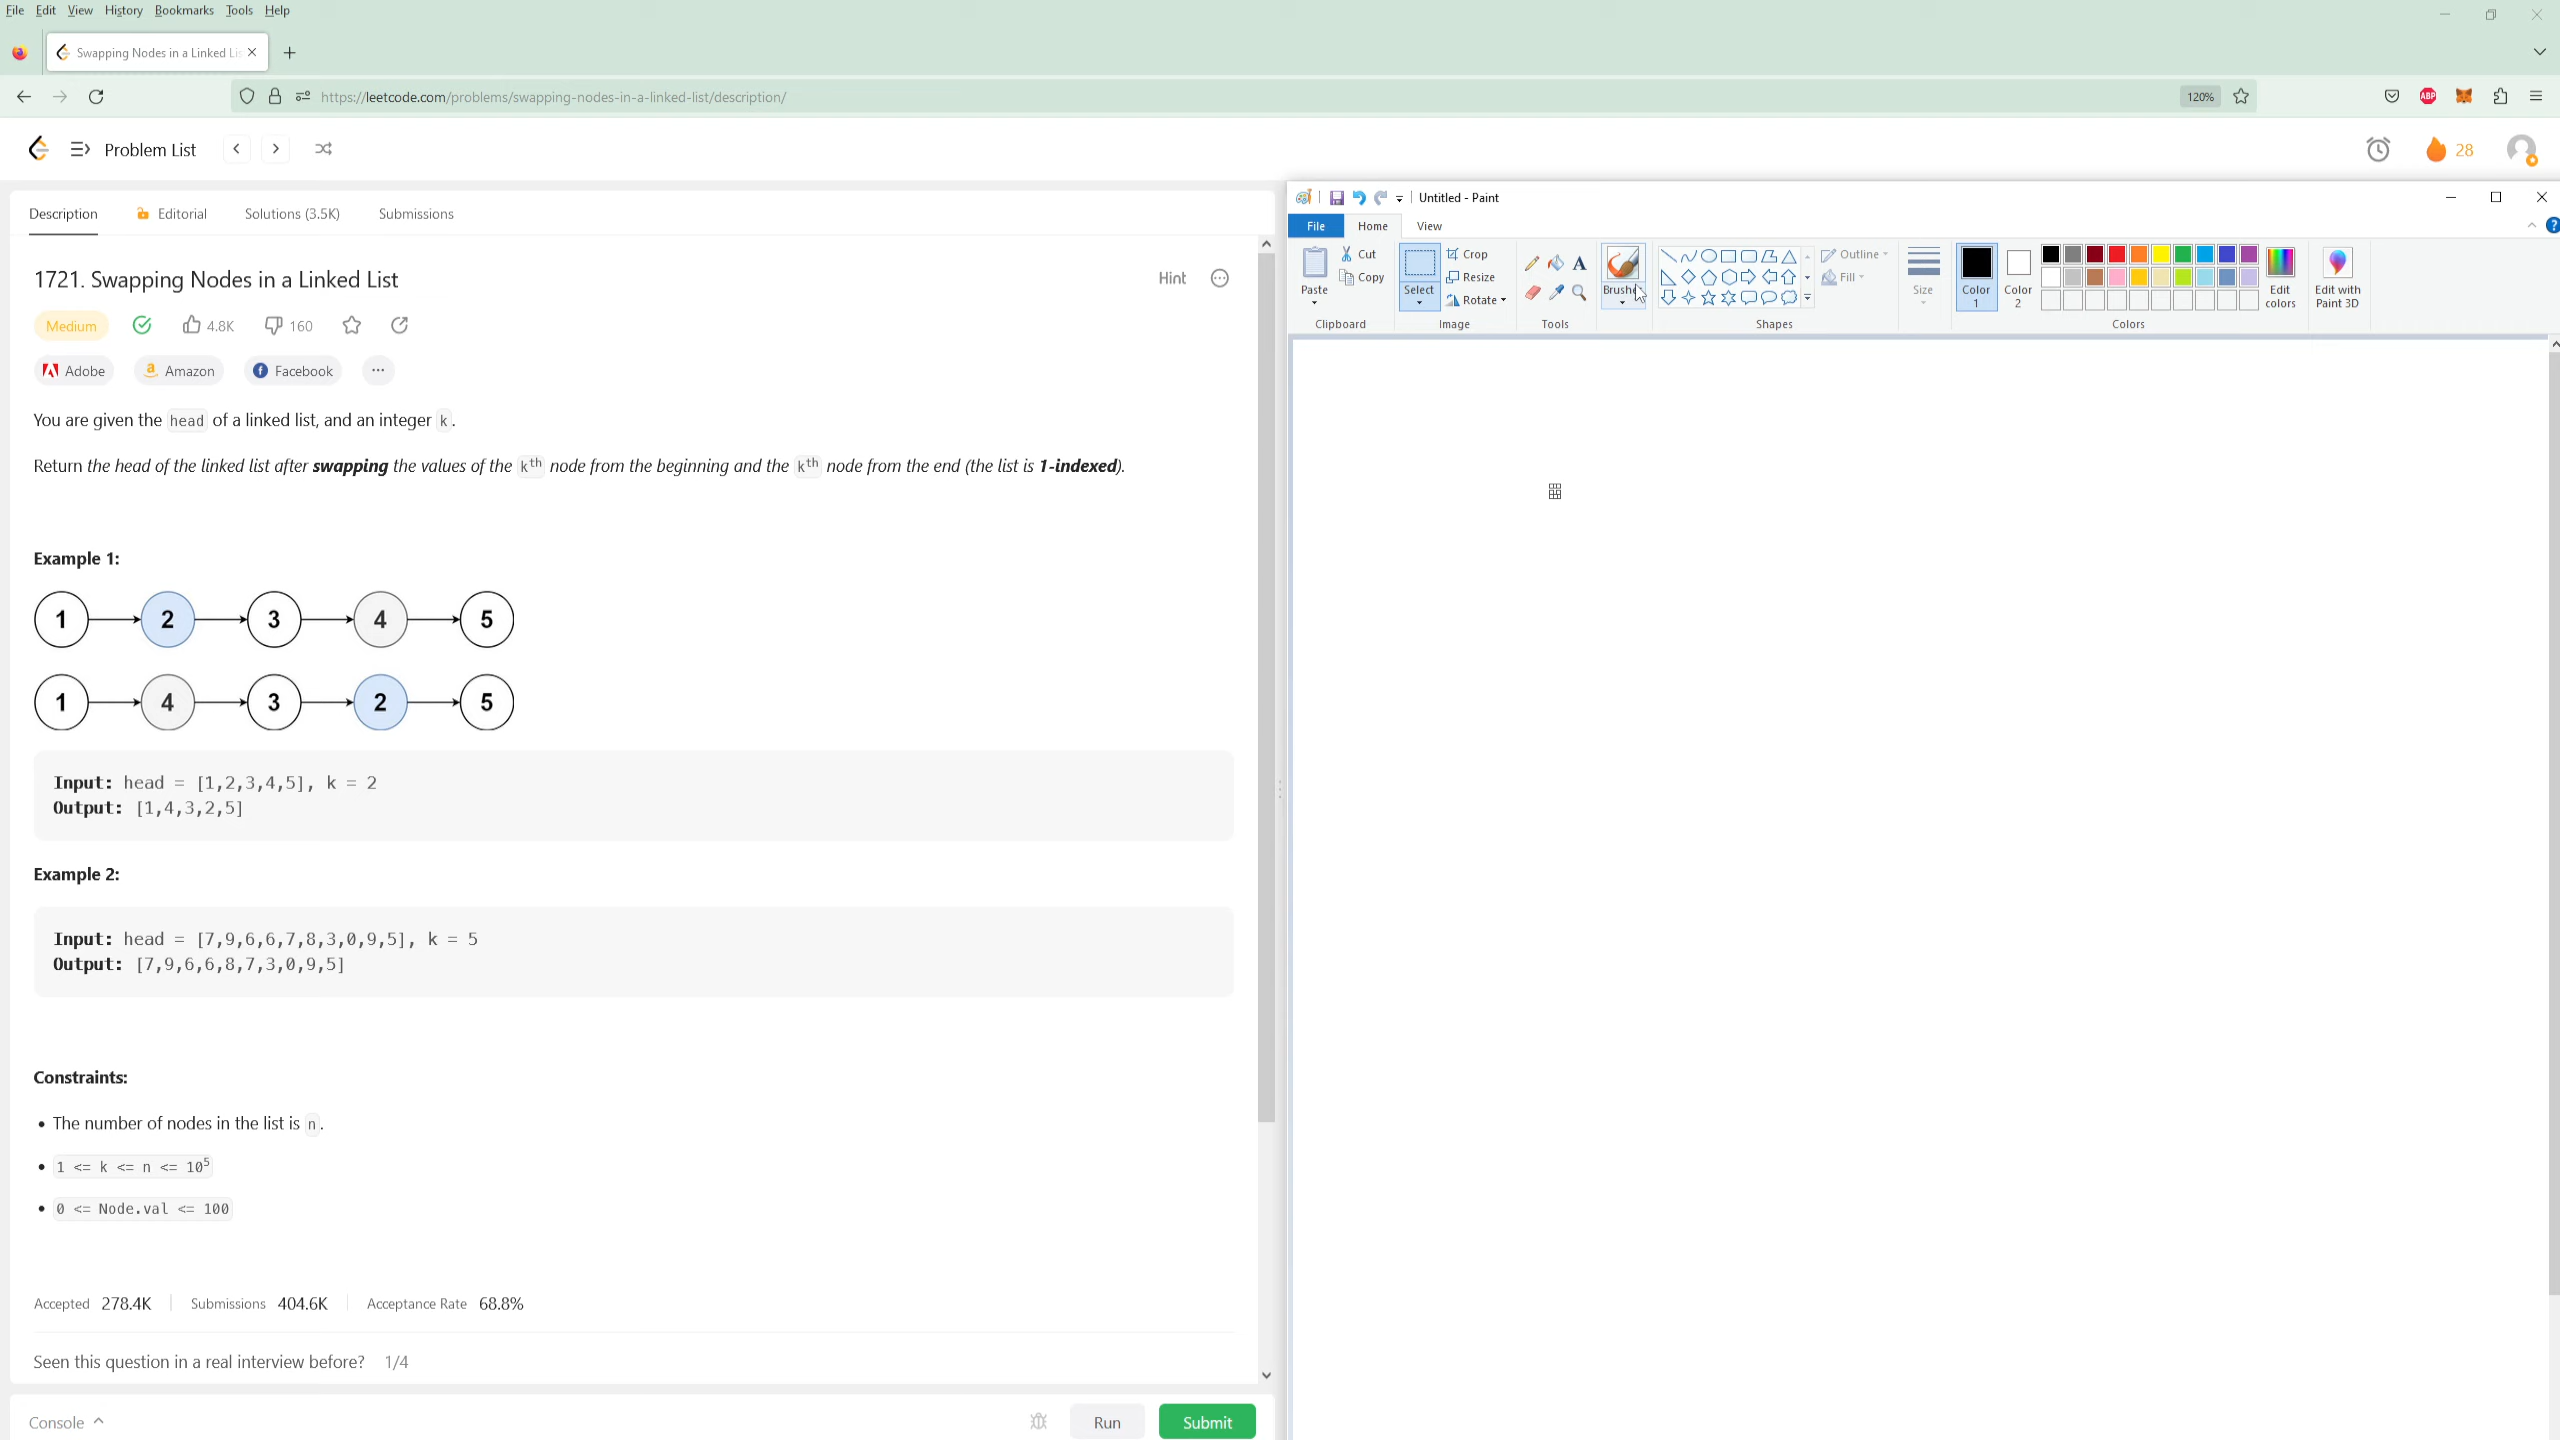 File Edit View History Bookmarks Tools Help
Swapping Nodes in a Linked Lis
https://leetcode.com/problems/swapping-nodes-in-a-linked-list/description/
120%
ABP
Problem List
28
Description Editorial Solutions (3.5K) Submissions
1721. Swapping Nodes in a Linked List
Hint
Medium 4.8K 160
Adobe Amazon Facebook
You are given the head of a linked list, and an integer k.
Return the head of the linked list after swapping the values of the kth node from the beginning and the kth node from the end (the list is 1-indexed).
Example 1:
1 2 3 4 5
1 4 3 2 5
Input: head = [1,2,3,4,5], k = 2
Output: [1,4,3,2,5]
Example 2:
Input: head = [7,9,6,6,7,8,3,0,9,5], k = 5
Output: [7,9,6,6,8,7,3,0,9,5]
Constraints:
• The number of nodes in the list is n.
• 1 <= k <= n <= 10^5
• 0 <= Node.val <= 100
Accepted 278.4K Submissions 404.6K Acceptance Rate 68.8%
Seen this question in a real interview before? 1/4
Console Run Submit
Untitled - Paint
File Home View
Paste Cut Copy Clipboard
Select Crop Resize Rotate Image
A Tools
Brushes
Shapes
Outline Fill
Size
Color 1
Color 2
Colors
Edit colors
Edit with Paint 3D